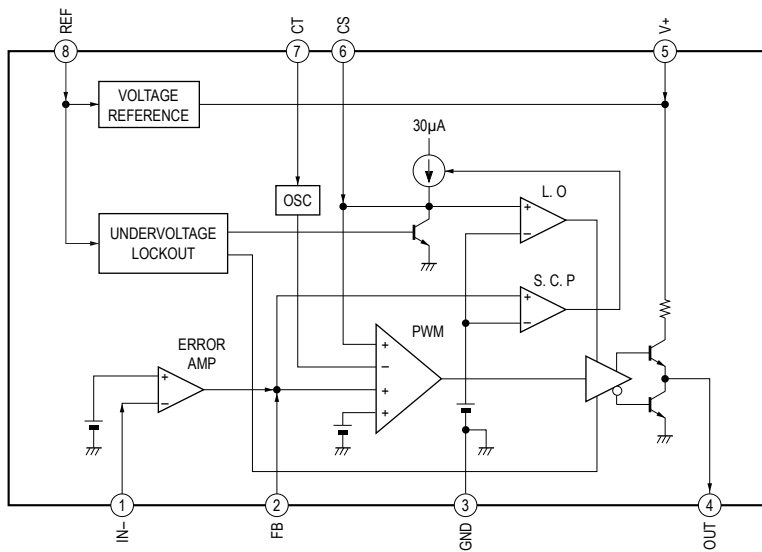 REF
CT
CS
V+
8
7
6
5
VOLTAGE
REFERENCE
30µA
OSC
L. O
UNDERVOLTAGE
LOCKOUT
S. C. P
PWM
ERROR
AMP
+
−
+
−
+
−
+
−
+
+
1
2
3
4
IN−
FB
GND
OUT